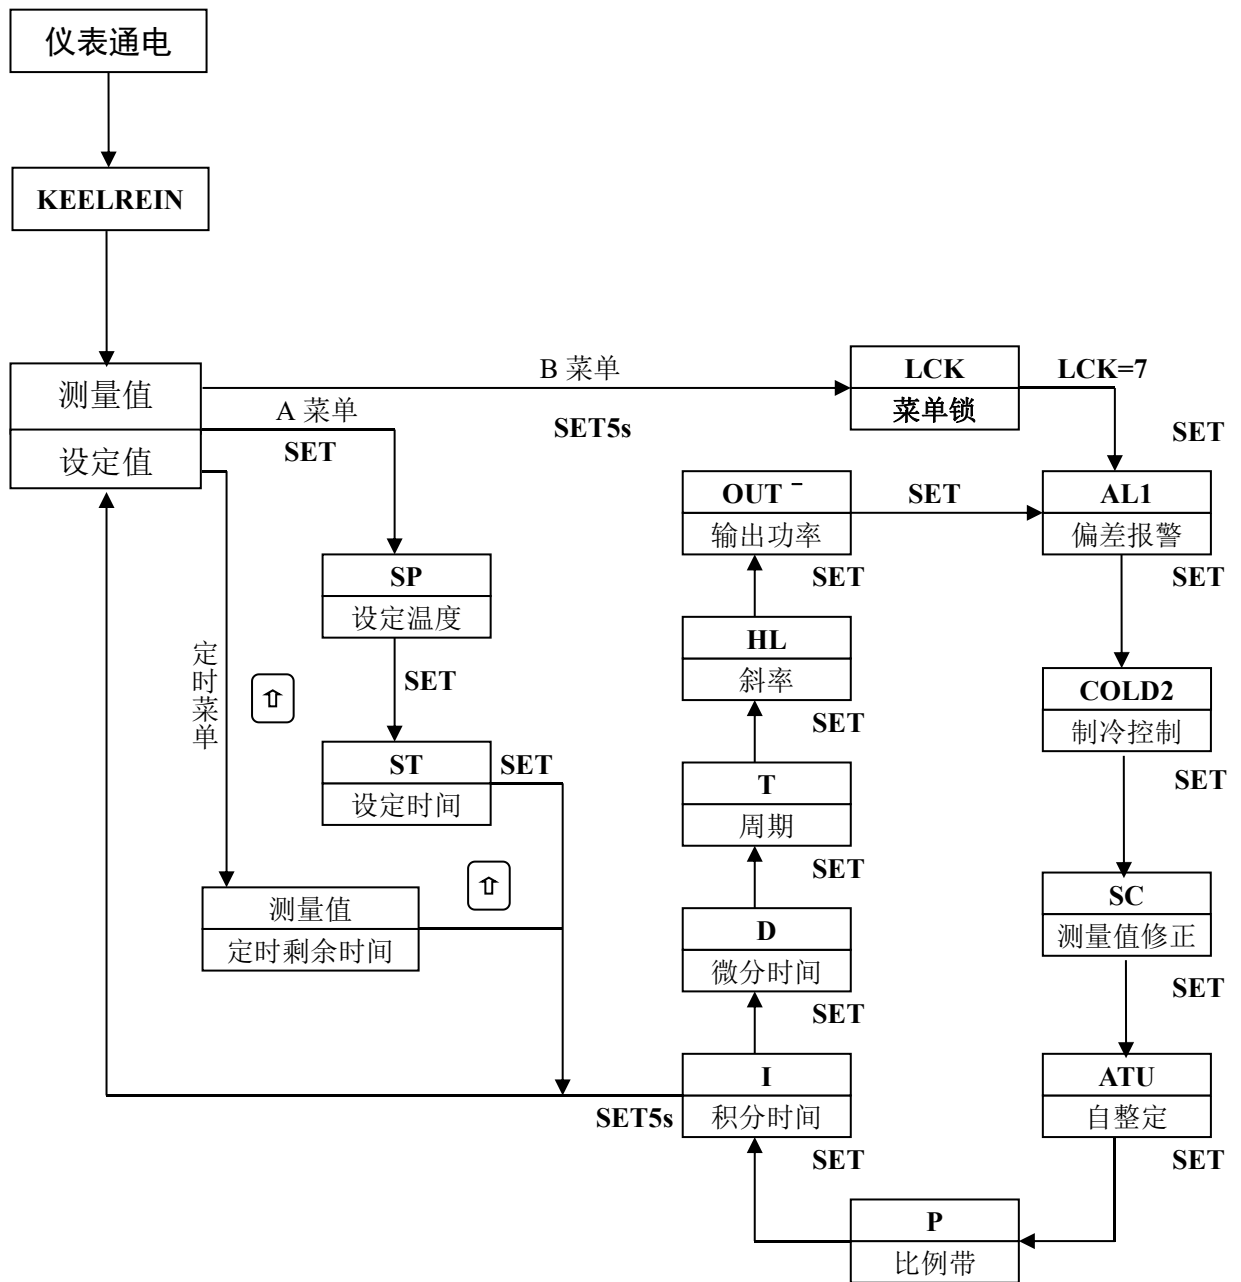 仪表通电
KEELREIN
测量值
设定值
B 菜单
SET5s
A 菜单
SET
LCK
菜单锁
LCK=7
SET
OUT ‾
输出功率
SET
AL1
偏差报警
SET
SET
SP
设定温度
HL
斜率
定时菜单
⇧
SET
COLD2
制冷控制
SET
ST
设定时间
SET
T
周期
SET
SET
⇧
测量值
定时剩余时间
D
微分时间
SC
测量值修正
SET
SET
I
积分时间
ATU
自整定
SET5s
SET
SET
P
比例带